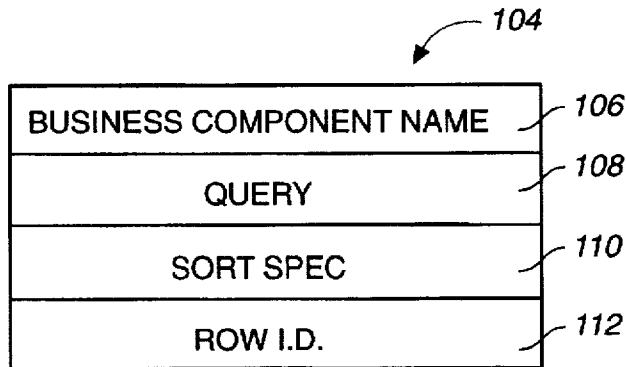 104
BUSINESS COMPONENT NAME 106
QUERY 108
SORT SPEC 110
ROW I.D. 112